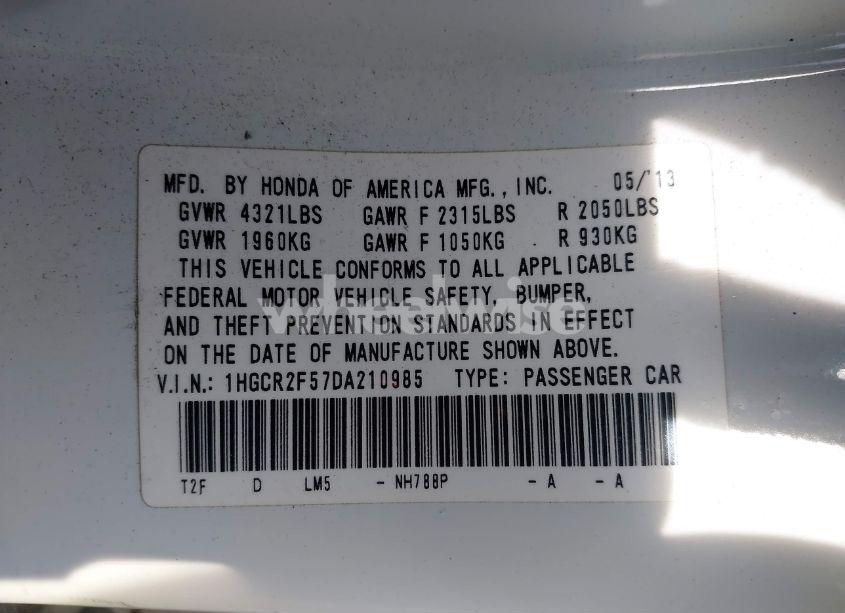 MFD. BY HONDA OF AMERICA MFG., INC. 05/'13
GVWR 4321LBS GAWR F 2315LBS R 2050LBS
GVWR 1960KG GAWR F 1050KG R 930KG
THIS VEHICLE CONFORMS TO ALL APPLICABLE
FEDERAL MOTOR VEHICLE SAFETY, BUMPER,
wheelwise
AND THEFT PREVENTION STANDARDS IN EFFECT
ON THE DATE OF MANUFACTURE SHOWN ABOVE.
V.I.N.: 1HGCR2F57DA210985 TYPE: PASSENGER CAR
T2F D LM5 - NH788P - A - A